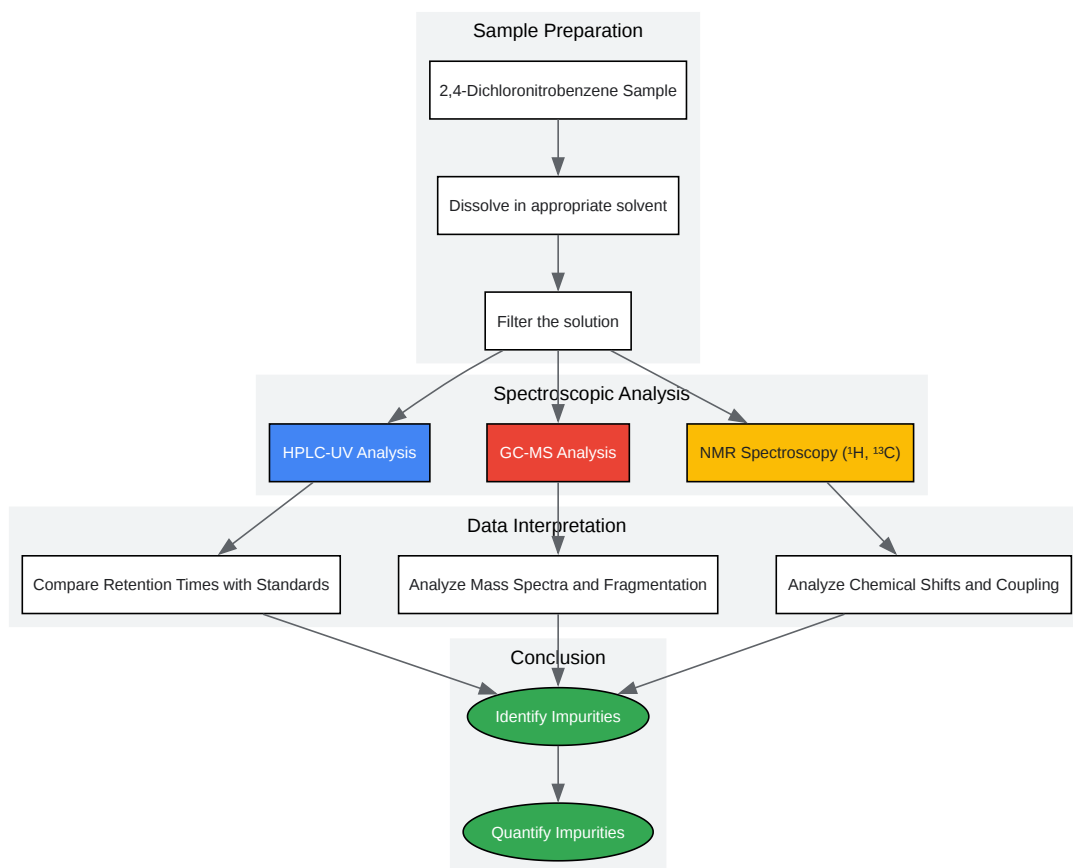 Sample Preparation
2,4-Dichloronitrobenzene Sample
Dissolve in appropriate solvent
Filter the solution
Spectroscopic Analysis
HPLC-UV Analysis
GC-MS Analysis
NMR Spectroscopy (¹H, ¹³C)
Data Interpretation
Compare Retention Times with Standards
Analyze Mass Spectra and Fragmentation
Analyze Chemical Shifts and Coupling
Conclusion
Identify Impurities
Quantify Impurities